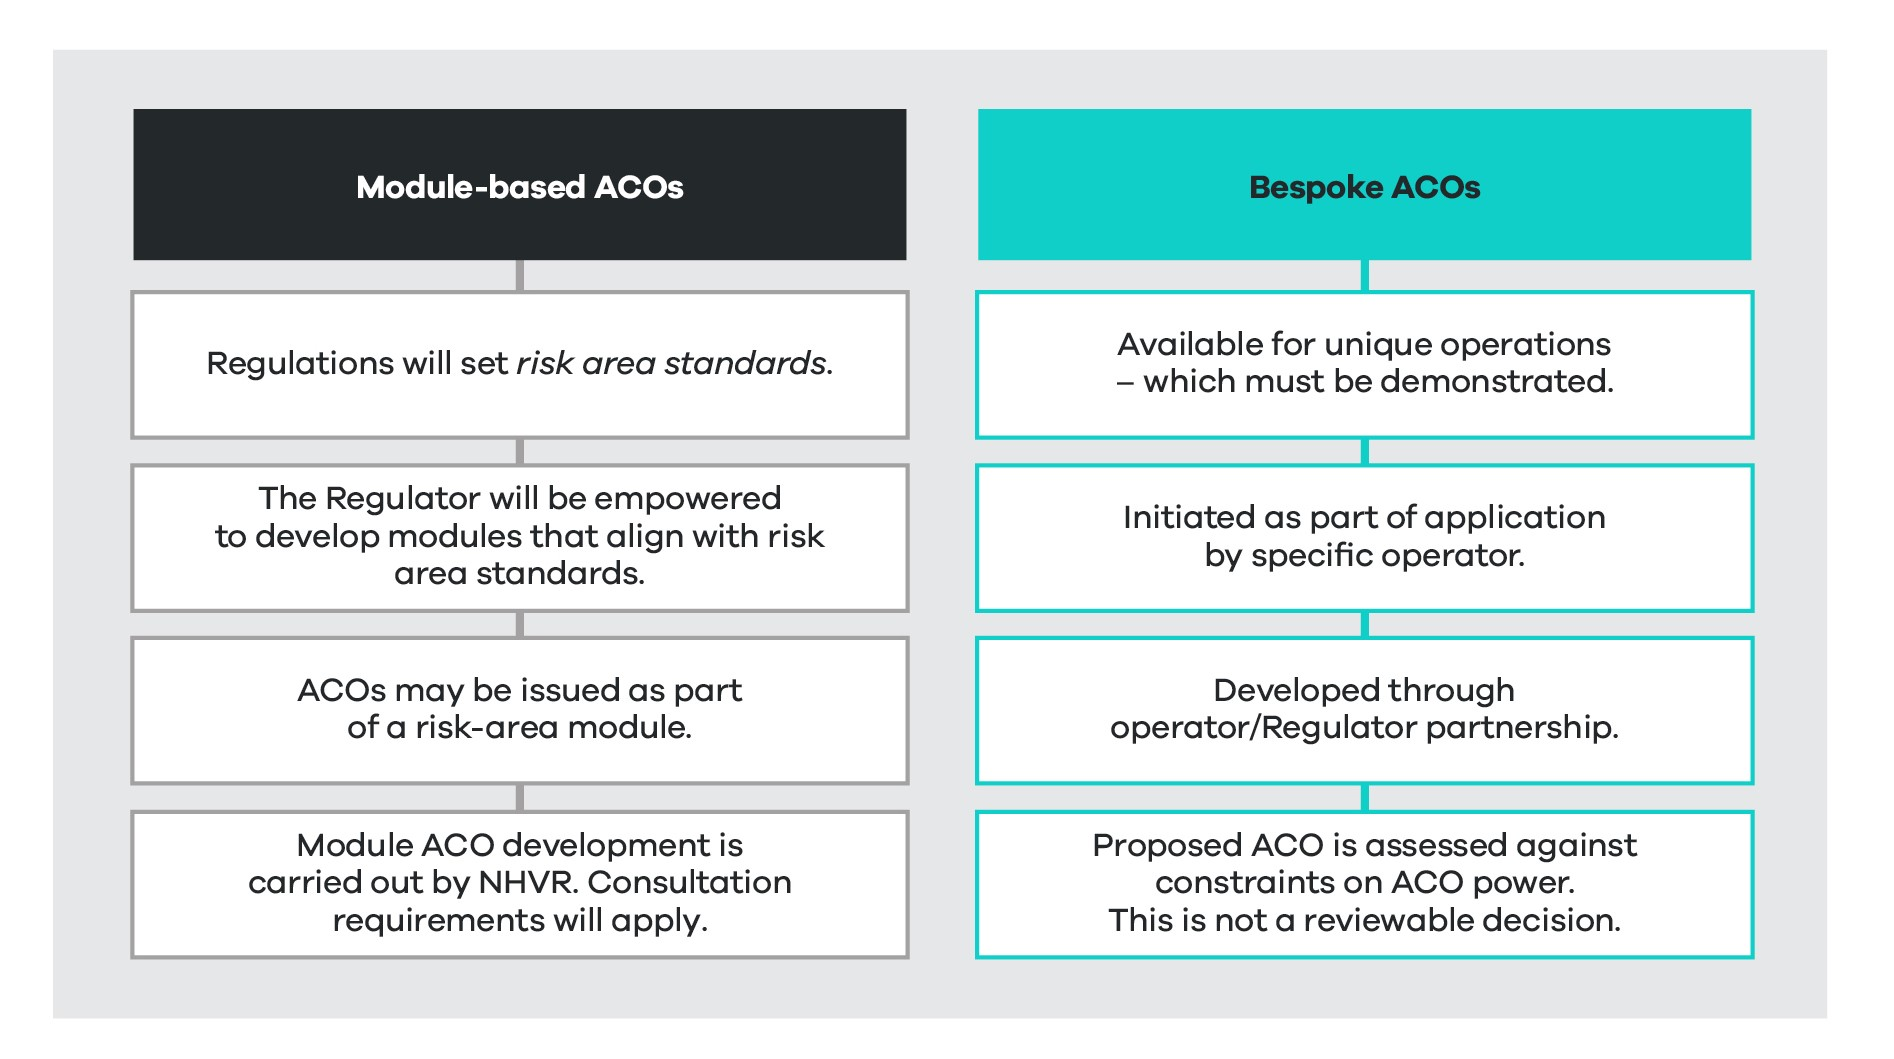 Module-based ACOs
Regulations will set risk area standards.
The Regulator will be empowered
to develop modules that align with risk
area standards.
ACOs may be issued as part
of a risk-area module.
Module ACO development is
carried out by NHVR. Consultation
requirements will apply.
Bespoke ACOs
Available for unique operations
– which must be demonstrated.
Initiated as part of application
by specific operator.
Developed through
operator/Regulator partnership.
Proposed ACO is assessed against
constraints on ACO power.
This is not a reviewable decision.